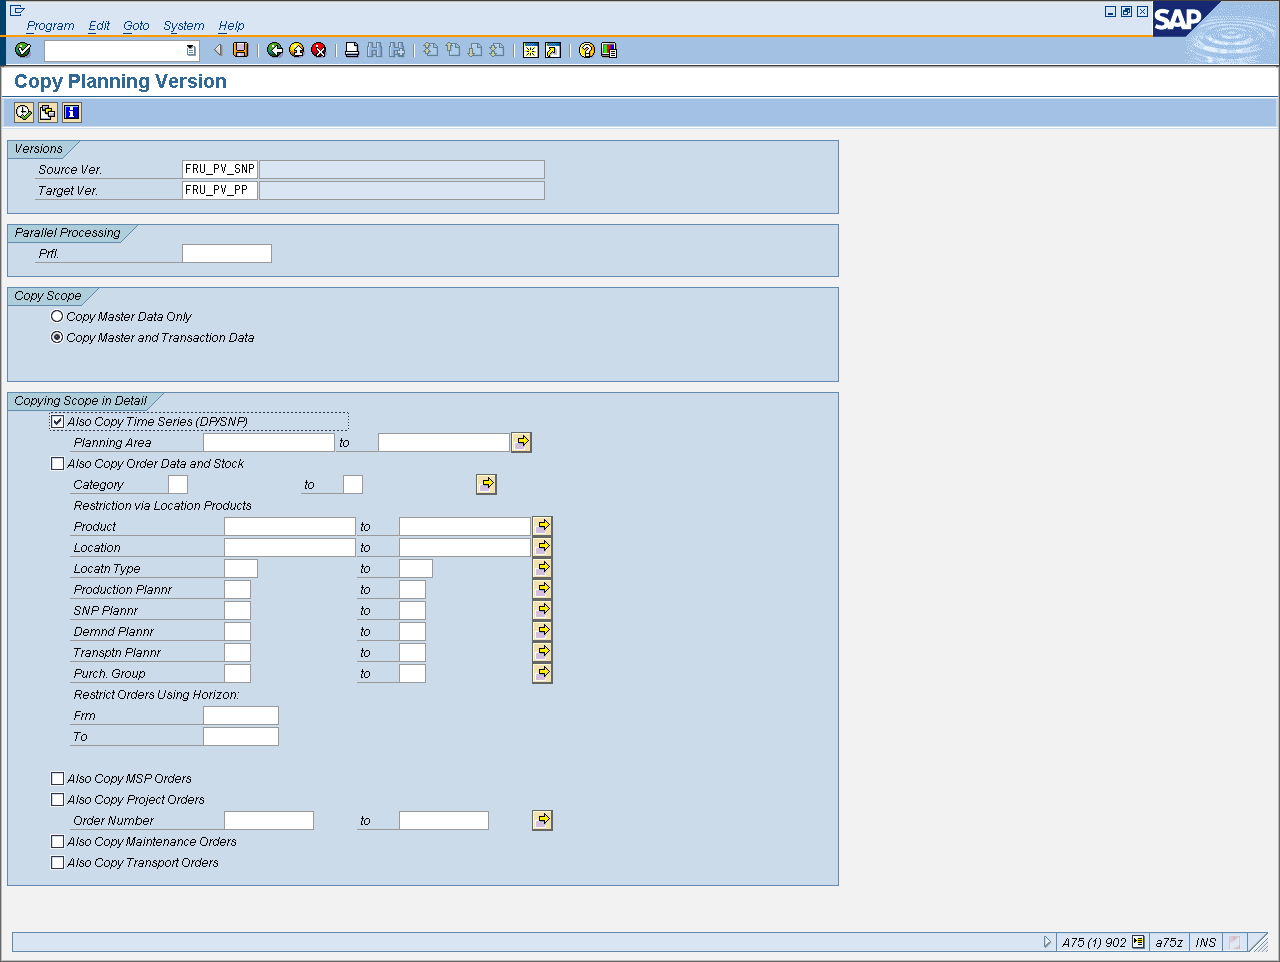 Program Edit Goto System Help
SAP
Copy Planning Version
Versions
Source Ver. FRU_PV_SNP
Target Ver. FRU_PV_PP
Parallel Processing
Prfl.
Copy Scope
Copy Master Data Only
Copy Master and Transaction Data
Copying Scope in Detail
Also Copy Time Series (DP/SNP)
Planning Area to
Also Copy Order Data and Stock
Category to
Restriction via Location Products
Product to
Location to
Locatn Type to
Production Plannr to
SNP Plannr to
Demnd Plannr to
Transptn Plannr to
Purch. Group to
Restrict Orders Using Horizon:
Frm
To
Also Copy MSP Orders
Also Copy Project Orders
Order Number to
Also Copy Maintenance Orders
Also Copy Transport Orders
A75 (1) 902 a75z INS